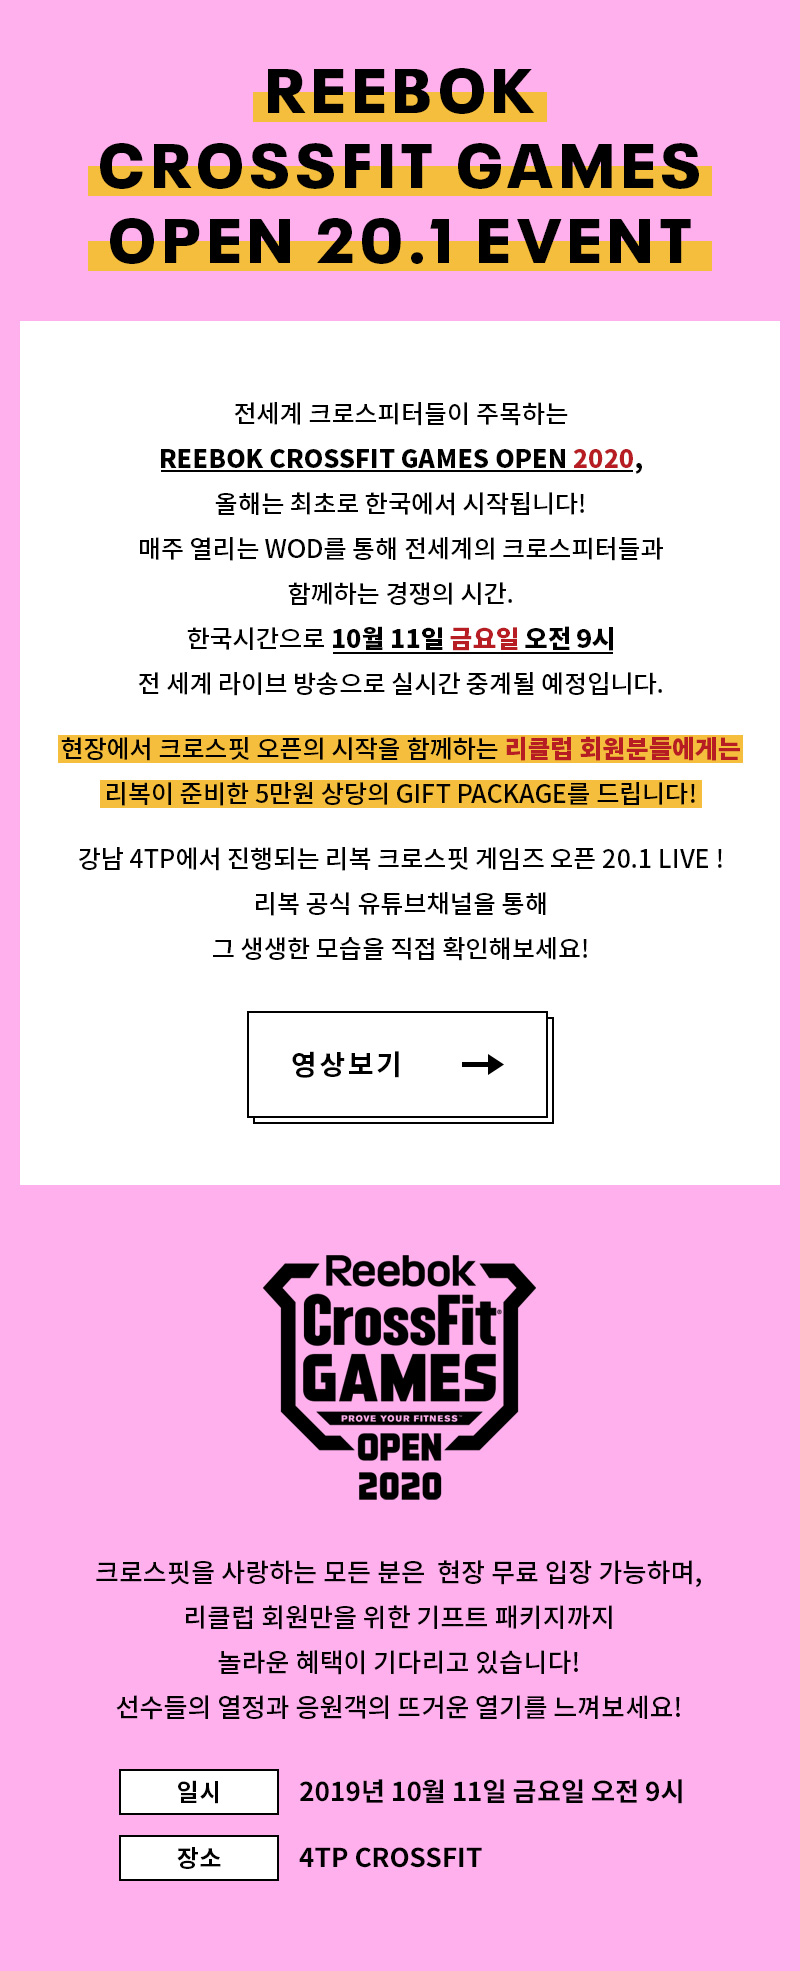 REEBOK
CROSSFIT GAMES
OPEN 20.1 EVENT
전세계 크로스피터들이 주목하는
REEBOK CROSSFIT GAMES OPEN 2020,
올해는 최초로 한국에서 시작됩니다!
매주 열리는 WOD를 통해 전세계의 크로스피터들과
함께하는 경쟁의 시간.
한국시간으로 10월 11일 금요일 오전 9시
전 세계 라이브 방송으로 실시간 중계될 예정입니다.
현장에서 크로스핏 오픈의 시작을 함께하는 리클럽 회원분들에게는
리복이 준비한 5만원 상당의 GIFT PACKAGE를 드립니다!
강남 4TP에서 진행되는 리복 크로스핏 게임즈 오픈 20.1 LIVE !
리복 공식 유튜브채널을 통해
그 생생한 모습을 직접 확인해보세요!
영상보기
Reebok
CrossFit®
GAMES
PROVE YOUR FITNESS™
OPEN
2020
크로스핏을 사랑하는 모든 분은 현장 무료 입장 가능하며,
리클럽 회원만을 위한 기프트 패키지까지
놀라운 혜택이 기다리고 있습니다!
선수들의 열정과 응원객의 뜨거운 열기를 느껴보세요!
일시 2019년 10월 11일 금요일 오전 9시
장소 4TP CROSSFIT